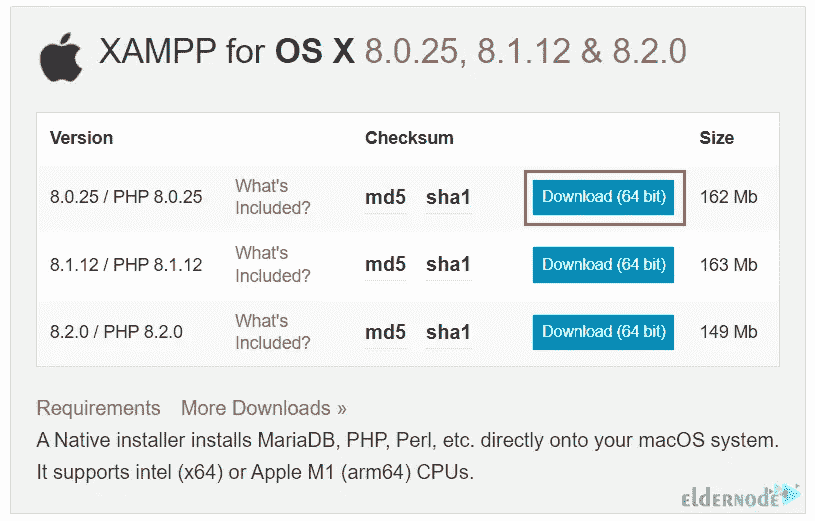 XAMPP for OS X 8.0.25, 8.1.12 & 8.2.0
Version Checksum Size
8.0.25 / PHP 8.0.25 What's Included? md5 sha1 Download (64 bit) 162 Mb
8.1.12 / PHP 8.1.12 What's Included? md5 sha1 Download (64 bit) 163 Mb
8.2.0 / PHP 8.2.0 What's Included? md5 sha1 Download (64 bit) 149 Mb
Requirements More Downloads »
A Native installer installs MariaDB, PHP, Perl, etc. directly onto your macOS system.
It supports intel (x64) or Apple M1 (arm64) CPUs.
eldernode